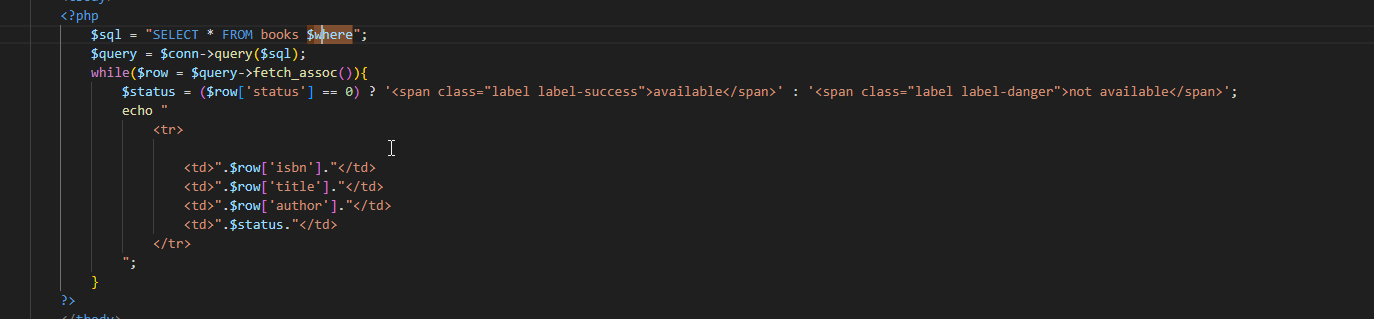 <?php
$sql = "SELECT * FROM books $where";
$query = $conn->query($sql);
while($row = $query->fetch_assoc()){
$status = ($row['status'] == 0) ? '<span class="label label-success">available</span>' : '<span class="label label-danger">not available</span>';
echo "
<tr>
<td>".$row['isbn']."</td>
<td>".$row['title']."</td>
<td>".$row['author']."</td>
<td>".$status."</td>
</tr>
";
}
?>
</tbody>